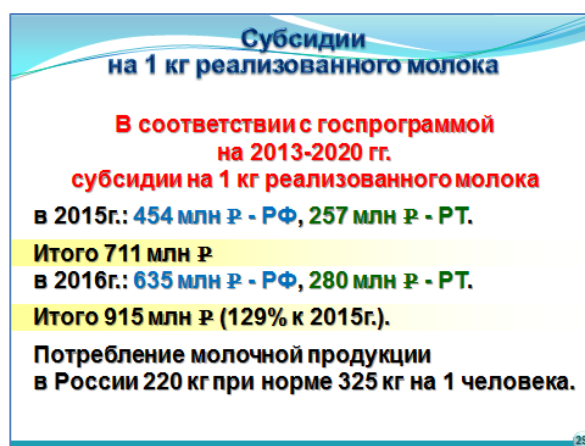 Субсидии
на 1 кг реализованного молока
В соответствии с госпрограммой
на 2013-2020 гг.
субсидии на 1 кг реализованного молока
в 2015г.: 454 млн ₽ - РФ, 257 млн ₽ - РТ.
Итого 711 млн ₽
в 2016г.: 635 млн ₽ - РФ, 280 млн ₽ - РТ.
Итого 915 млн ₽ (129% к 2015г.).
Потребление молочной продукции
в России 220 кг при норме 325 кг на 1 человека.
25